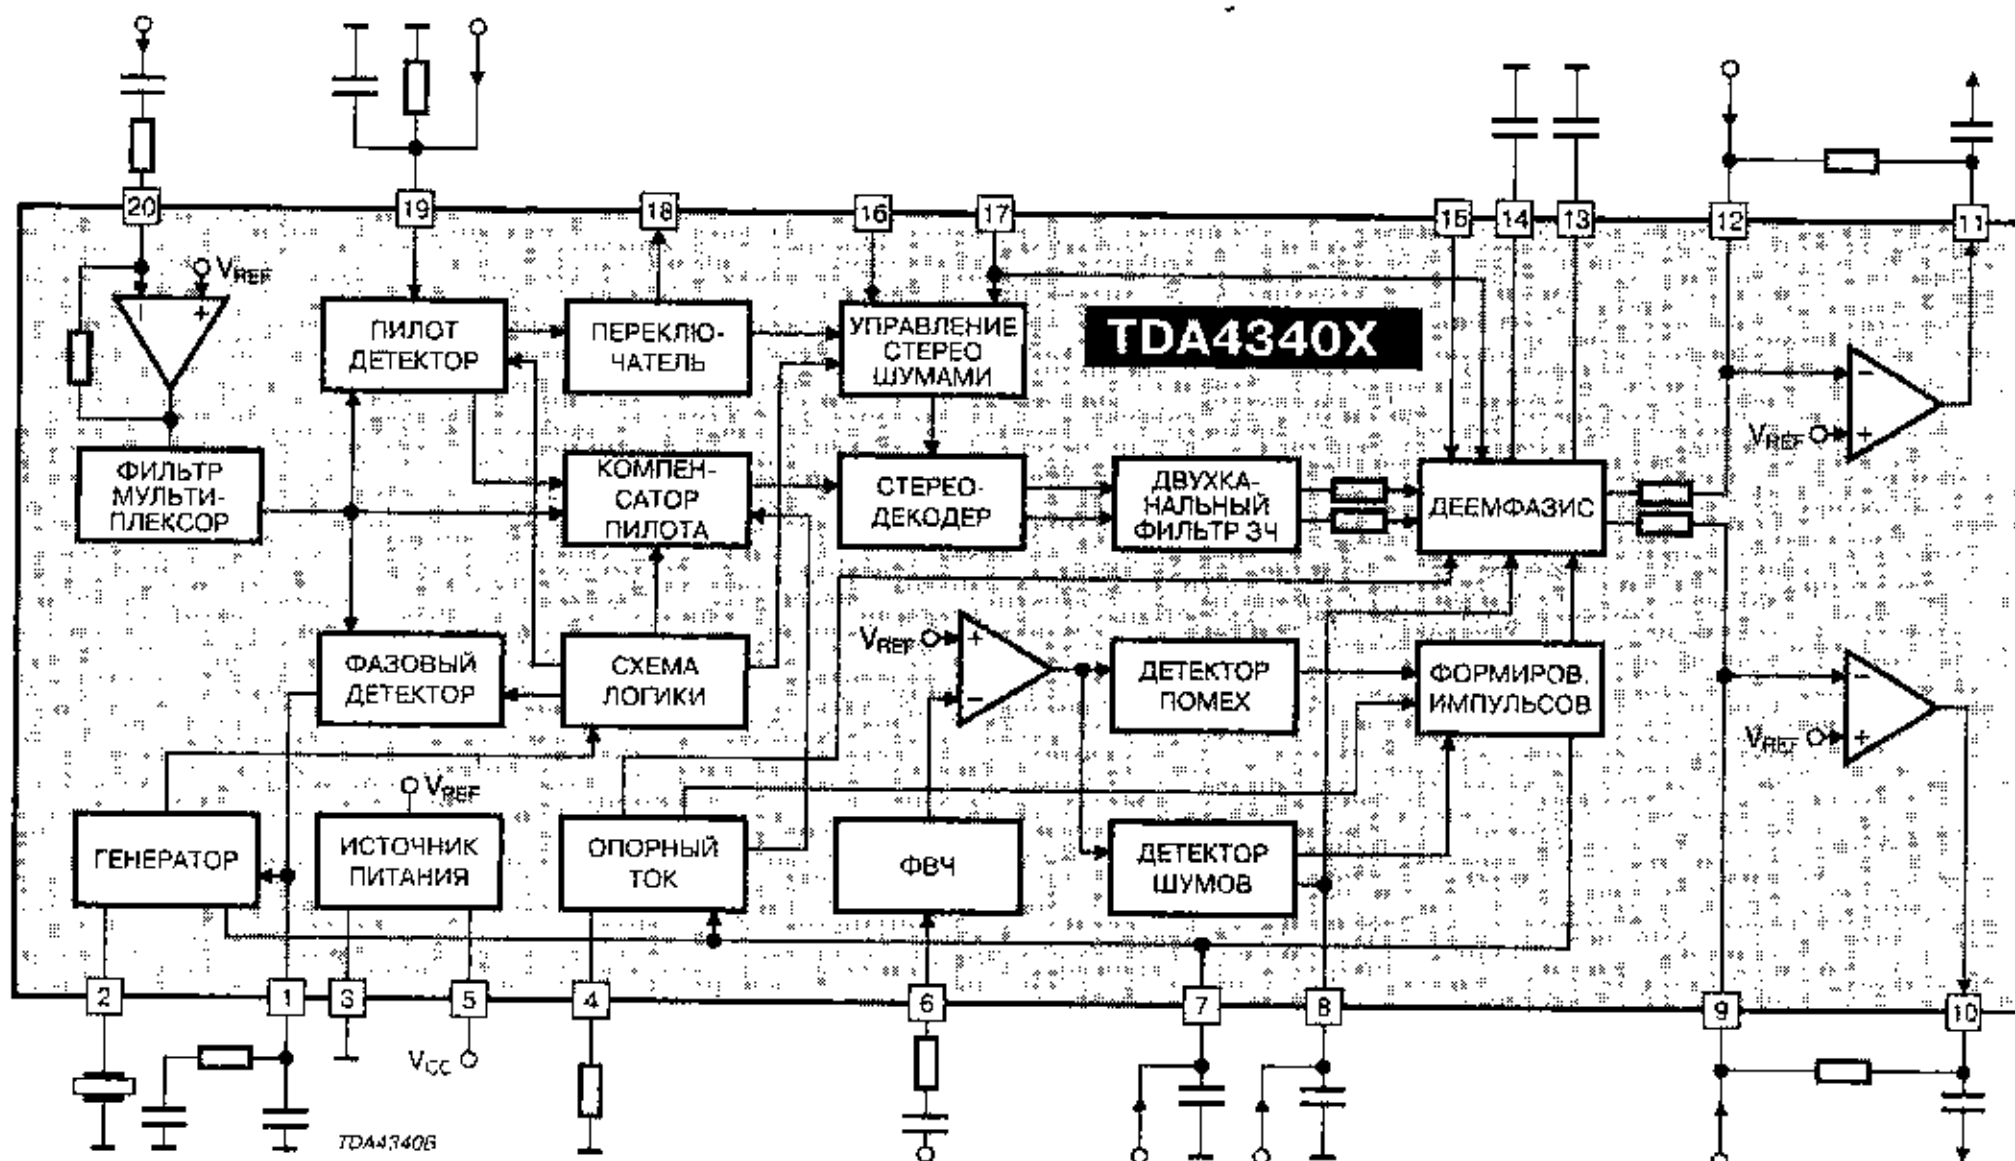 20
19
18
16
17
15
14
13
12
11
VREF
ПИЛОТ
ДЕТЕКТОР
ПЕРЕКЛЮ-
ЧАТЕЛЬ
УПРАВЛЕНИЕ
СТЕРЕО
ШУМАМИ
TDA4340X
VREF
ФИЛЬТР
МУЛЬТИ-
ПЛЕКСОР
КОМПЕН-
САТОР
ПИЛОТА
СТЕРЕО-
ДЕКОДЕР
ДВУХКА-
НАЛЬНЫЙ
ФИЛЬТР ЗЧ
ДЕЕМФАЗИС
VREF
ФАЗОВЫЙ
ДЕТЕКТОР
СХЕМА
ЛОГИКИ
ДЕТЕКТОР
ПОМЕХ
ФОРМИРОВ.
ИМПУЛЬСОВ
VREF
VREF
ГЕНЕРАТОР
ИСТОЧНИК
ПИТАНИЯ
ОПОРНЫЙ
ТОК
ФВЧ
ДЕТЕКТОР
ШУМОВ
2
1
3
5
4
6
7
8
9
10
VCC
TDA4340B